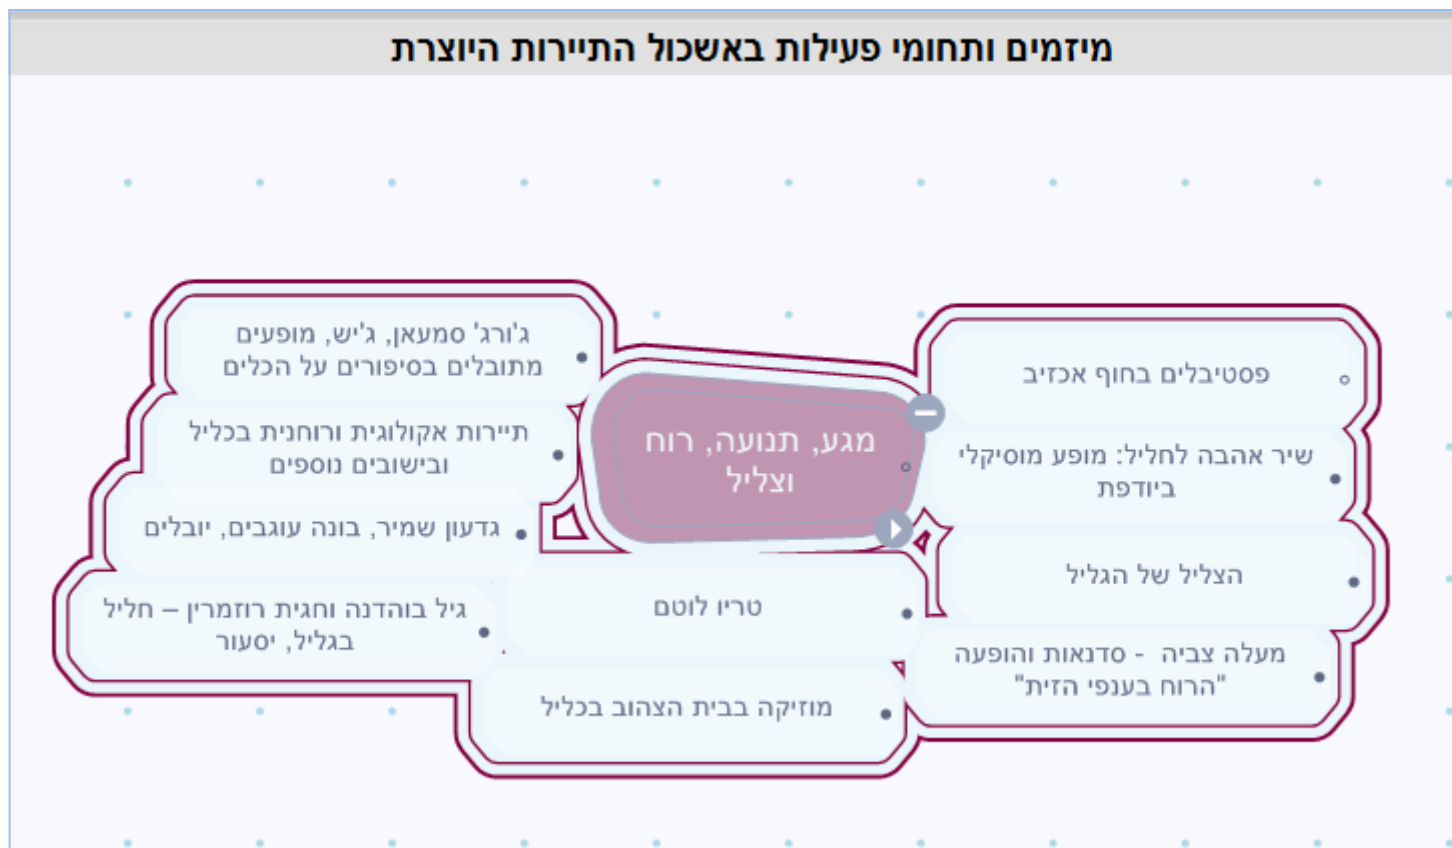 מיזמים ותחומי פעילות באשכול התיירות היוצרת
מגע, תנועה, רוח
וצליל
פסטיבלים בחוף אכזיב
שיר אהבה לחליל: מופע מוסיקלי
ביודפת
הצליל של הגליל
מעלה צביה - סדנאות והופעה
"הרוח בענפי הזית"
ג'ורג' סמעאן, ג'יש, מופעים
מתובלים בסיפורים על הכלים
תיירות אקולוגית ורוחנית בכליל
ובישובים נוספים
גדעון שמיר, בונה עוגבים, יובלים
גיל בוהדנה וחגית רוזמרין – חליל
בגליל, יסעור
טריו לוטם
מוזיקה בבית הצהוב בכליל